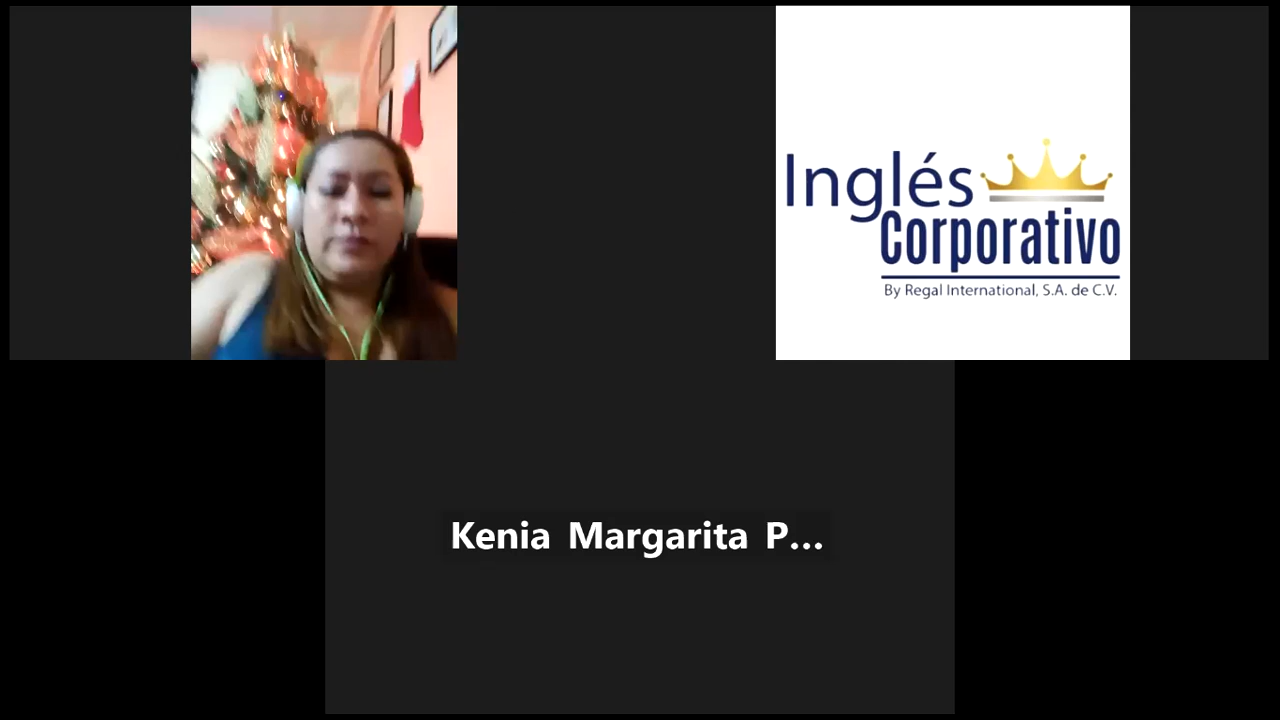 Inglés
Corporativo
By Regal International, S.A. de C.V.
Kenia Margarita P...